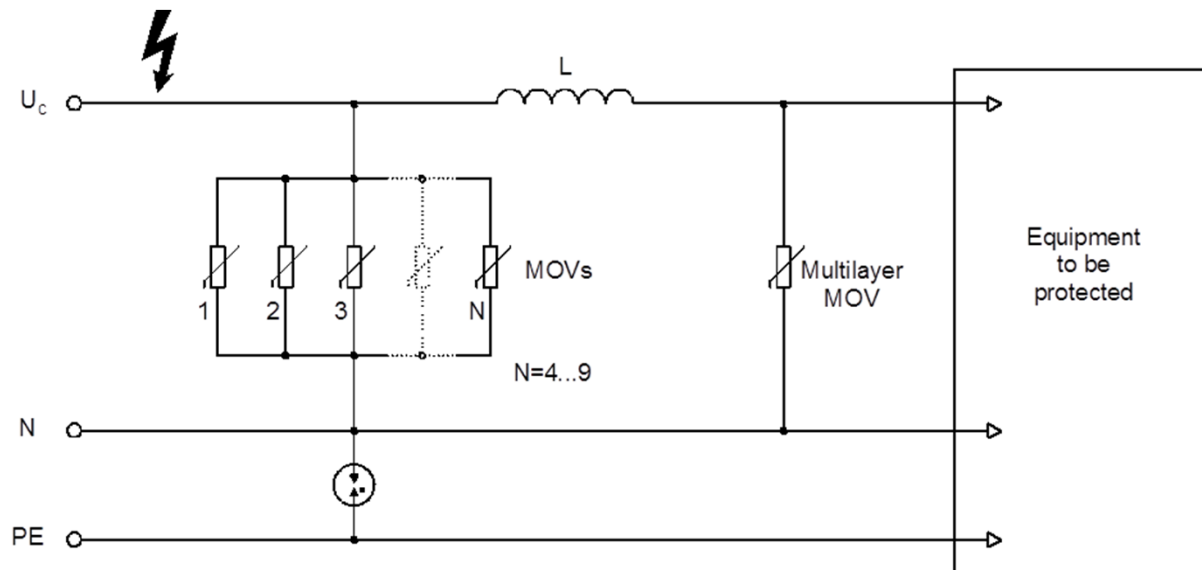 L
U_c
Equipment
to be
protected
MOVs
Multilayer
MOV
1
2
3
N
N=4...9
N
PE